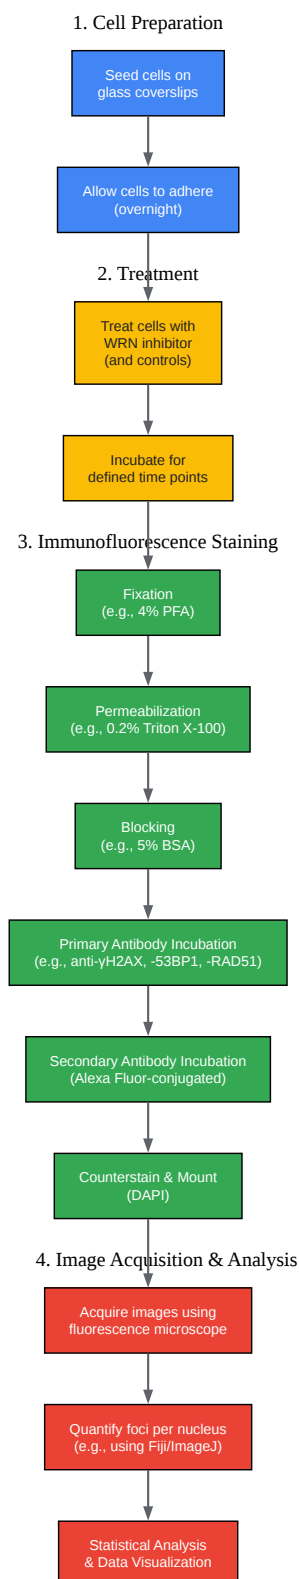 1. Cell Preparation
Seed cells on
glass coverslips
Allow cells to adhere
(overnight)
2. Treatment
Treat cells with
WRN inhibitor
(and controls)
Incubate for
defined time points
3. Immunofluorescence Staining
Fixation
(e.g., 4% PFA)
Permeabilization
(e.g., 0.2% Triton X-100)
Blocking
(e.g., 5% BSA)
Primary Antibody Incubation
(e.g., anti-γH2AX, -53BP1, -RAD51)
Secondary Antibody Incubation
(Alexa Fluor-conjugated)
Counterstain & Mount
(DAPI)
4. Image Acquisition & Analysis
Acquire images using
fluorescence microscope
Quantify foci per nucleus
(e.g., using Fiji/ImageJ)
Statistical Analysis
& Data Visualization